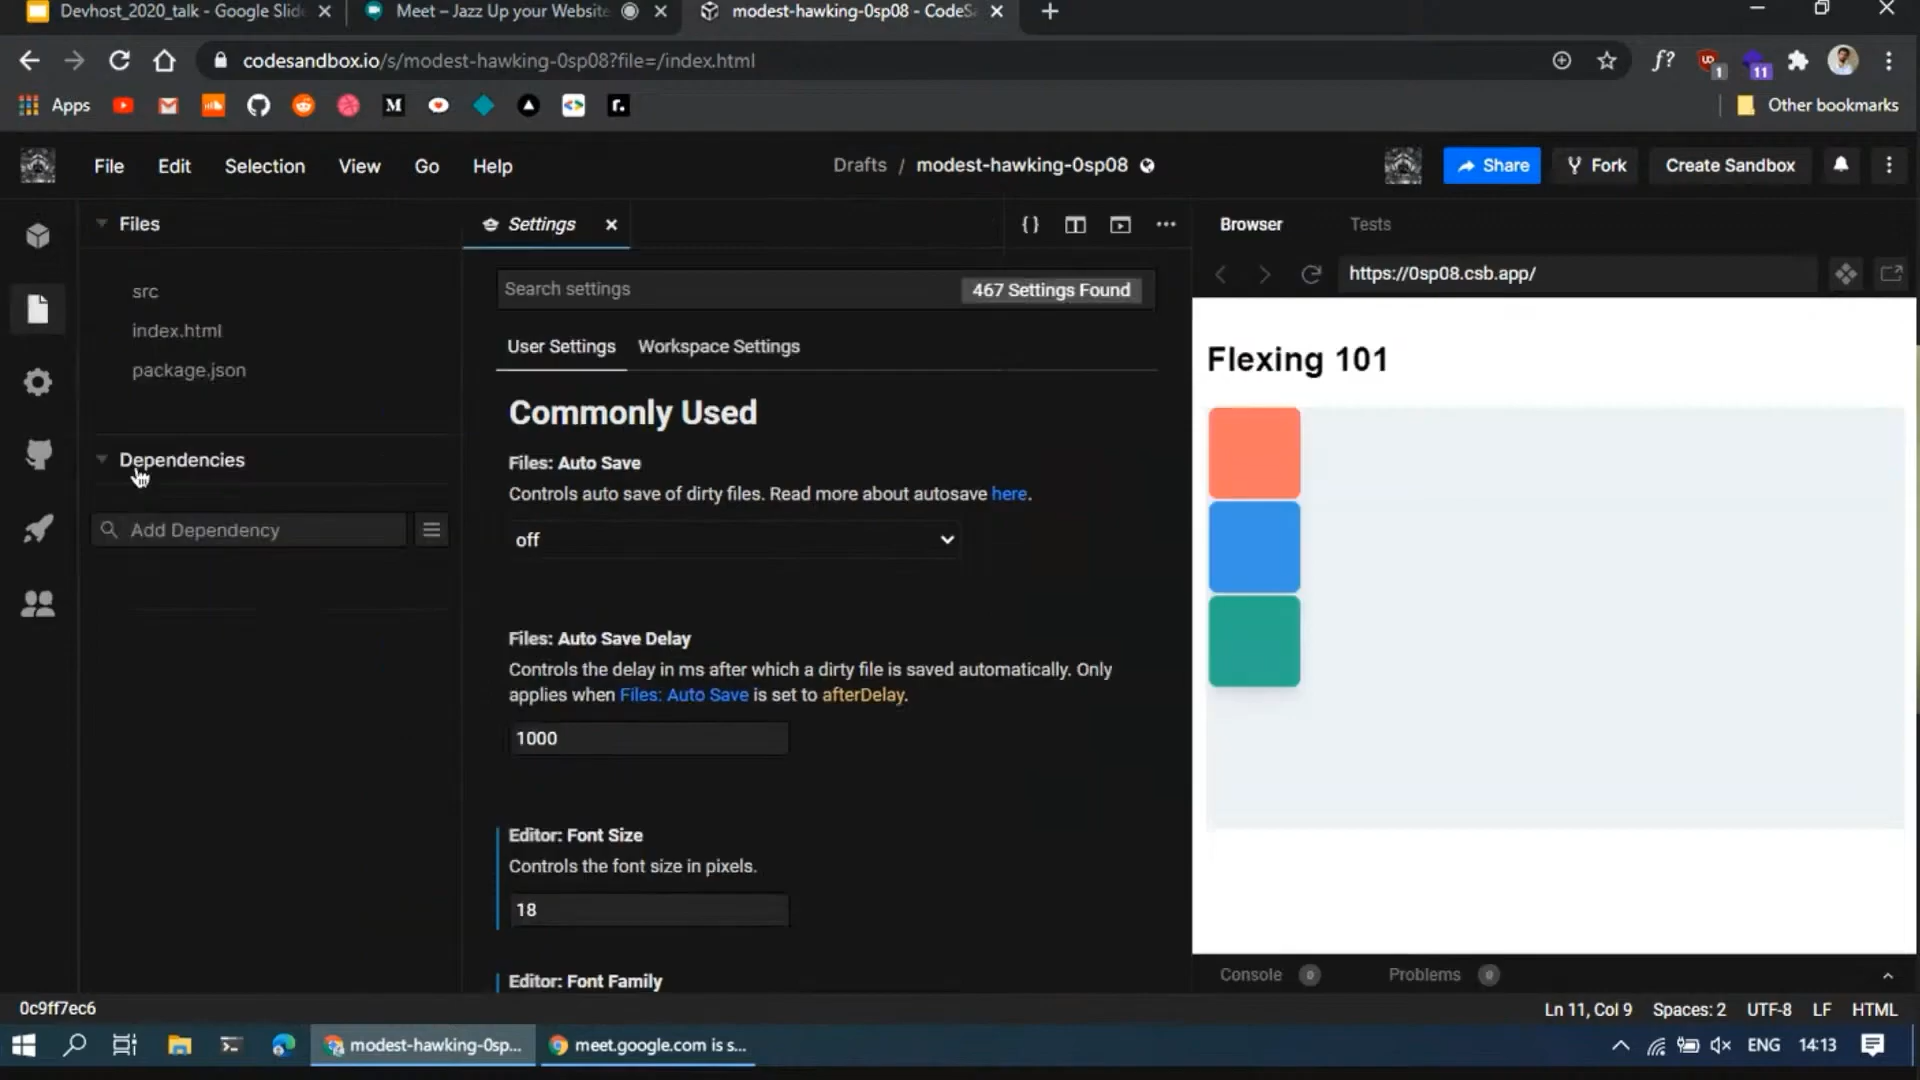 Devhost_2020_talk - Google Slide
Meet – Jazz Up your Website
modest-hawking-0sp08 - CodeSa
codesandbox.io/s/modest-hawking-0sp08?file=/index.html
f?
UD
1
11
Apps
M
r.
Other bookmarks
File
Edit
Selection
View
Go
Help
Drafts / modest-hawking-0sp08
Share
Fork
Create Sandbox
Files
Settings
Browser
Tests
src
index.html
package.json
Search settings
467 Settings Found
https://0sp08.csb.app/
User Settings
Workspace Settings
Flexing 101
Commonly Used
Dependencies
Add Dependency
Files: Auto Save
Controls auto save of dirty files. Read more about autosave here.
off
Files: Auto Save Delay
Controls the delay in ms after which a dirty file is saved automatically. Only
applies when Files: Auto Save is set to afterDelay.
1000
Editor: Font Size
Controls the font size in pixels.
18
Editor: Font Family
Console 0
Problems 0
0c9ff7ec6
Ln 11, Col 9
Spaces: 2
UTF-8
LF
HTML
modest-hawking-0sp...
meet.google.com is s...
ENG
14:13